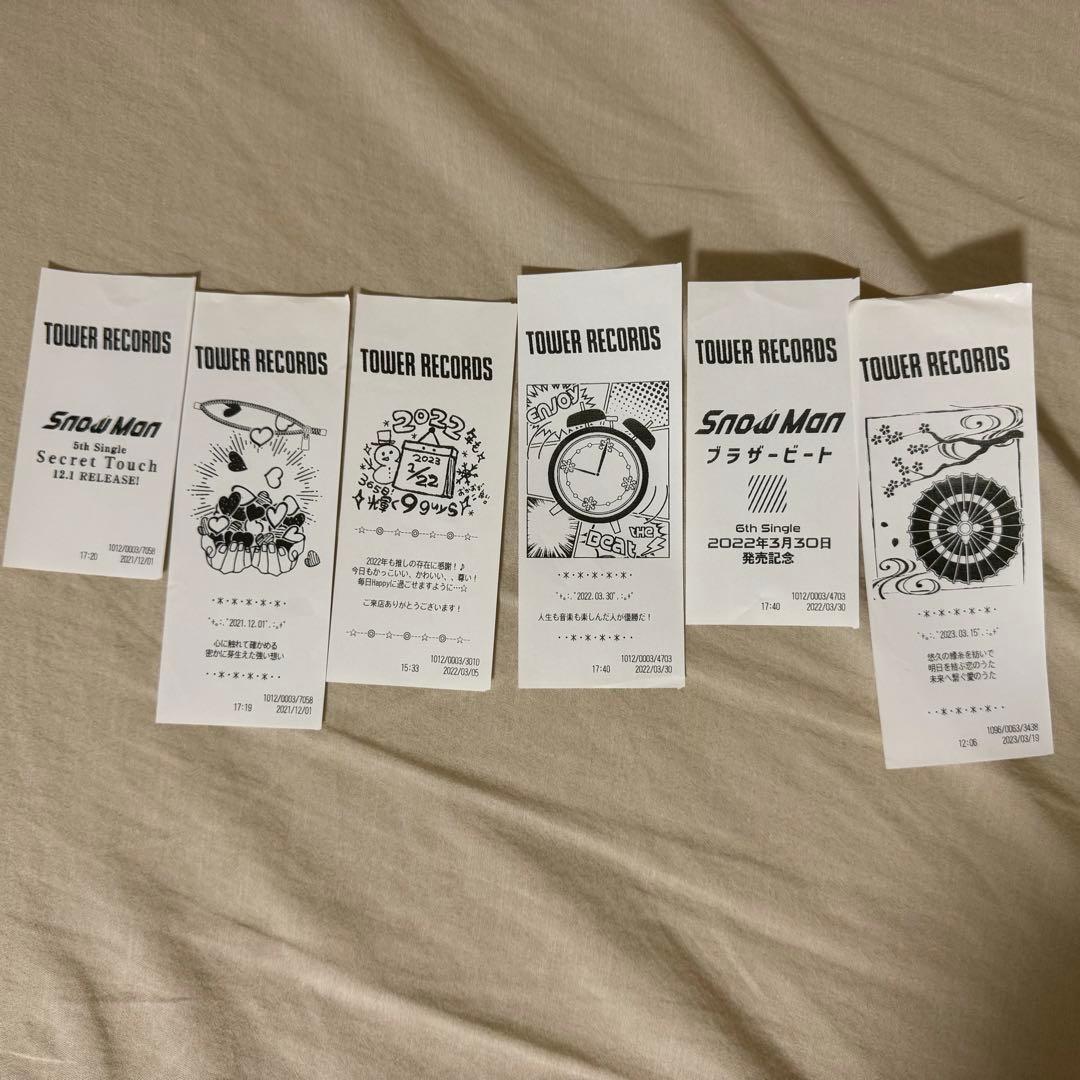 TOWER RECORDS
Snow Man
5th Single
Secret Touch
12.1 RELEASE!
1012/0003/7058
17:20 2021/12/01
TOWER RECORDS
･*･*･*･*･*･
2021.12.01
心に触れて確かめる
密かに芽生えた強い想い
･･*･*･*･*･･
1012/0003/7058
17:19 2021/12/01
TOWER RECORDS
2022
2023
1/22
365日
--☆---◎---☆---◎---☆---◎---☆--
2022年も推しの存在に感謝！♪
今日もかっこいい、かわいい、、尊い！
毎日Happyに過ごせますように…☆
ご来店ありがとうございます！
--☆---◎---☆---◎---☆---◎---☆--
1012/0003/3010
15:33 2022/03/05
TOWER RECORDS
ENJOY
THE
Beat
･*･*･*･*･*･
2022.03.30
人生も音楽も楽しんだ人が優勝だ！
･･*･*･*･*･･
1012/0003/4703
17:40 2022/03/30
TOWER RECORDS
Snow Man
ブラザービート
6th Single
2022年3月30日
発売記念
1012/0003/4703
17:40 2022/03/30
TOWER RECORDS
･*･*･*･*･*･
2023.03.15
悠久の縁糸を紡いで
明日を結ぶ恋のうた
未来へ繋ぐ愛のうた
･･*･*･*･*･･
1096/0063/3438
12:06 2023/03/19